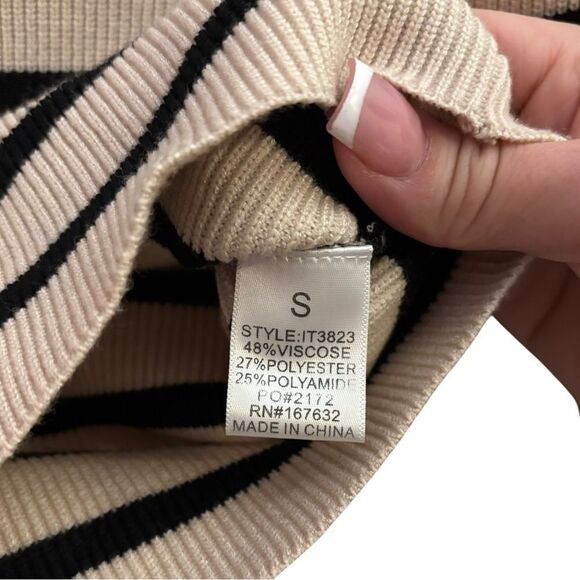 S
STYLE:IT3823
48%VISCOSE
27%POLYESTER
25%POLYAMIDE
PO#2172
RN#167632
MADE IN CHINA